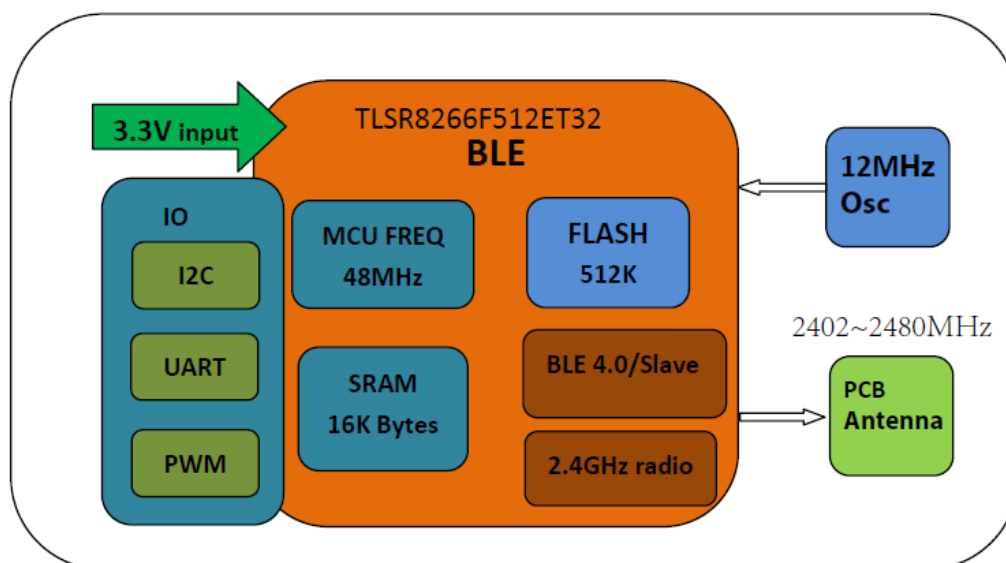 TLSR8266F512ET32
BLE
3.3V input
12MHz
Osc
IO
I2C
UART
PWM
MCU FREQ
48MHz
FLASH
512K
SRAM
16K Bytes
BLE 4.0/Slave
2.4GHz radio
2402~2480MHz
PCB
Antenna